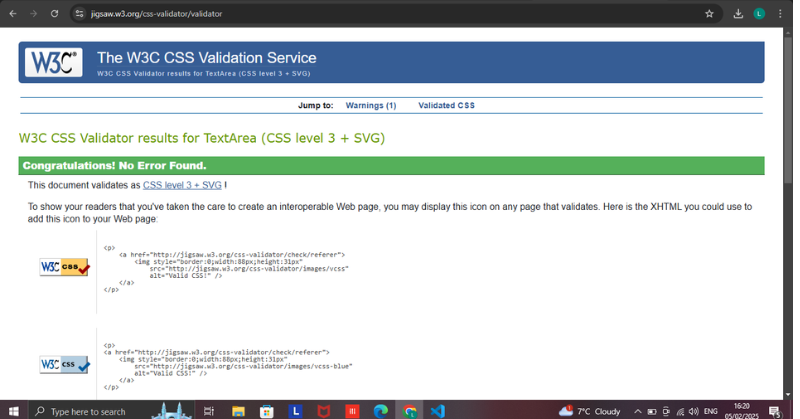 jigsaw.w3.org/css-validator/validator
L
W3C®
The W3C CSS Validation Service
W3C CSS Validator results for TextArea (CSS level 3 + SVG)
Jump to: Warnings (1) Validated CSS
W3C CSS Validator results for TextArea (CSS level 3 + SVG)
Congratulations! No Error Found.
This document validates as CSS level 3 + SVG !
To show your readers that you've taken the care to create an interoperable Web page, you may display this icon on any page that validates. Here is the XHTML you could use to
add this icon to your Web page:
W3C css
<p>
<a href="http://jigsaw.w3.org/css-validator/check/referer">
<img style="border:0;width:88px;height:31px"
src="http://jigsaw.w3.org/css-validator/images/vcss"
alt="Valid CSS!" />
</a>
</p>
W3C css
<p>
<a href="http://jigsaw.w3.org/css-validator/check/referer">
<img style="border:0;width:88px;height:31px"
src="http://jigsaw.w3.org/css-validator/images/vcss-blue"
alt="Valid CSS!" />
</a>
</p>
Type here to search
L
7°C Cloudy
ENG
16:20
05/02/2025